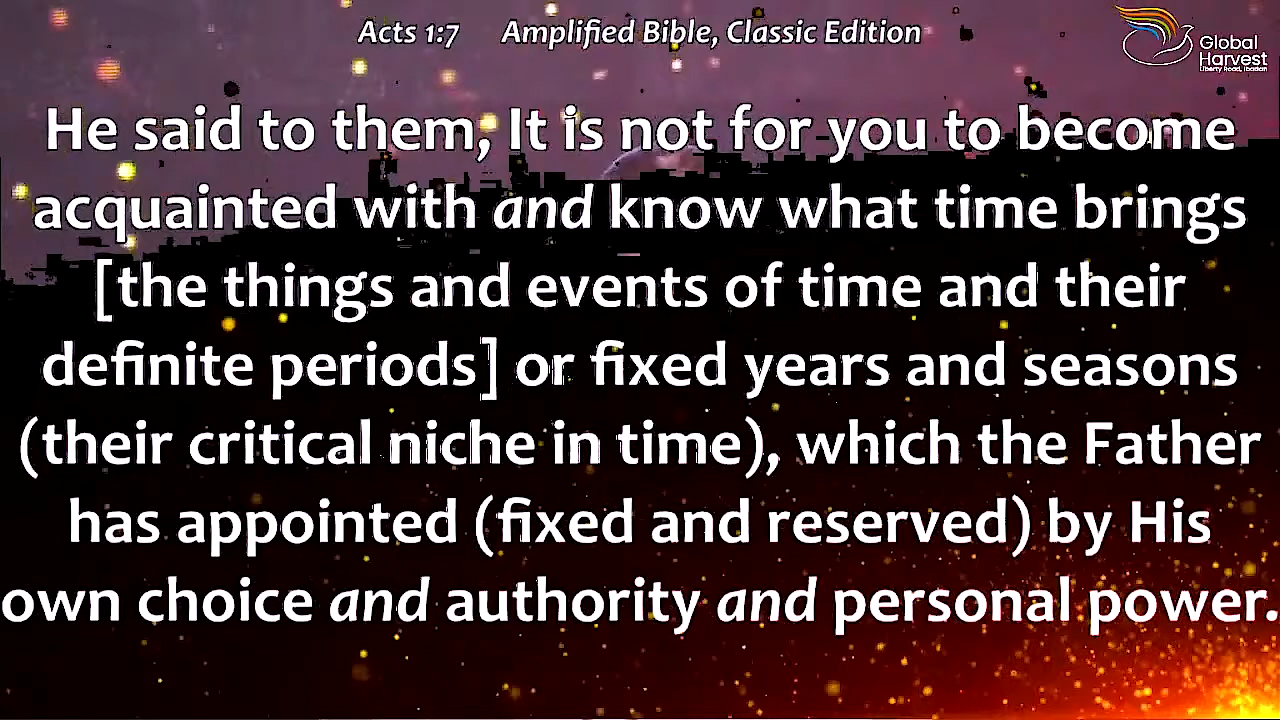 Acts 1:7 Amplified Bible, Classic Edition
Global
Harvest
Liberty Road, Ibadan
He said to them, It is not for you to become
acquainted with and know what time brings
[the things and events of time and their
definite periods] or fixed years and seasons
(their critical niche in time), which the Father
has appointed (fixed and reserved) by His
own choice and authority and personal power.